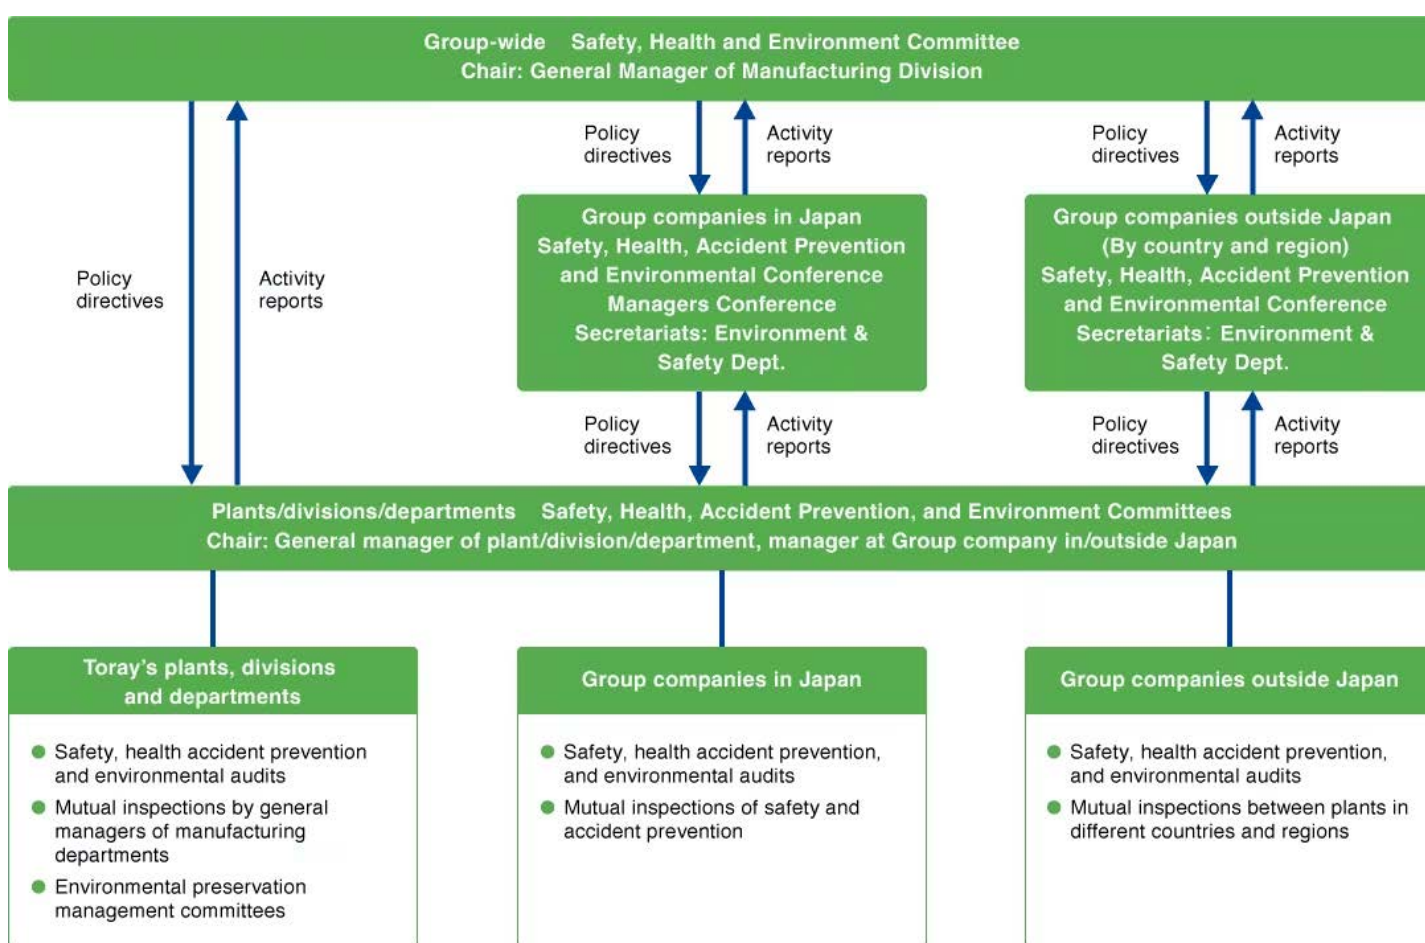 Group-wide Safety, Health and Environment Committee
Chair: General Manager of Manufacturing Division
Policy
directives
Activity
reports
Policy
directives
Activity
reports
Policy
directives
Activity
reports
Group companies in Japan
Safety, Health, Accident Prevention
and Environmental Conference
Managers Conference
Secretariats: Environment &
Safety Dept.
Group companies outside Japan
(By country and region)
Safety, Health, Accident Prevention
and Environmental Conference
Secretariats: Environment &
Safety Dept.
Policy
directives
Activity
reports
Policy
directives
Activity
reports
Plants/divisions/departments Safety, Health, Accident Prevention, and Environment Committees
Chair: General manager of plant/division/department, manager at Group company in/outside Japan
Toray's plants, divisions
and departments
Safety, health accident prevention
and environmental audits
Mutual inspections by general
managers of manufacturing
departments
Environmental preservation
management committees
Group companies in Japan
Safety, health accident prevention,
and environmental audits
Mutual inspections of safety and
accident prevention
Group companies outside Japan
Safety, health accident prevention,
and environmental audits
Mutual inspections between plants in
different countries and regions